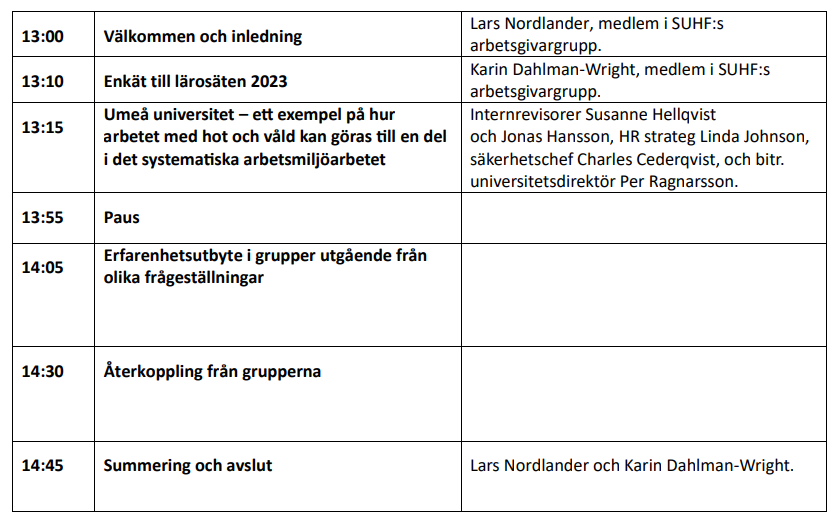 13:00
Välkommen och inledning
Lars Nordlander, medlem i SUHF:s
arbetsgivargrupp.
13:10
Enkät till lärosäten 2023
Karin Dahlman-Wright, medlem i SUHF:s
arbetsgivargrupp.
13:15
Umeå universitet – ett exempel på hur
arbetet med hot och våld kan göras till en del
i det systematiska arbetsmiljöarbetet
Internrevisorer Susanne Hellqvist
och Jonas Hansson, HR strateg Linda Johnson,
säkerhetschef Charles Cederqvist, och bitr.
universitetsdirektör Per Ragnarsson.
13:55
Paus
14:05
Erfarenhetsutbyte i grupper utgående från
olika frågeställningar
14:30
Återkoppling från grupperna
14:45
Summering och avslut
Lars Nordlander och Karin Dahlman-Wright.